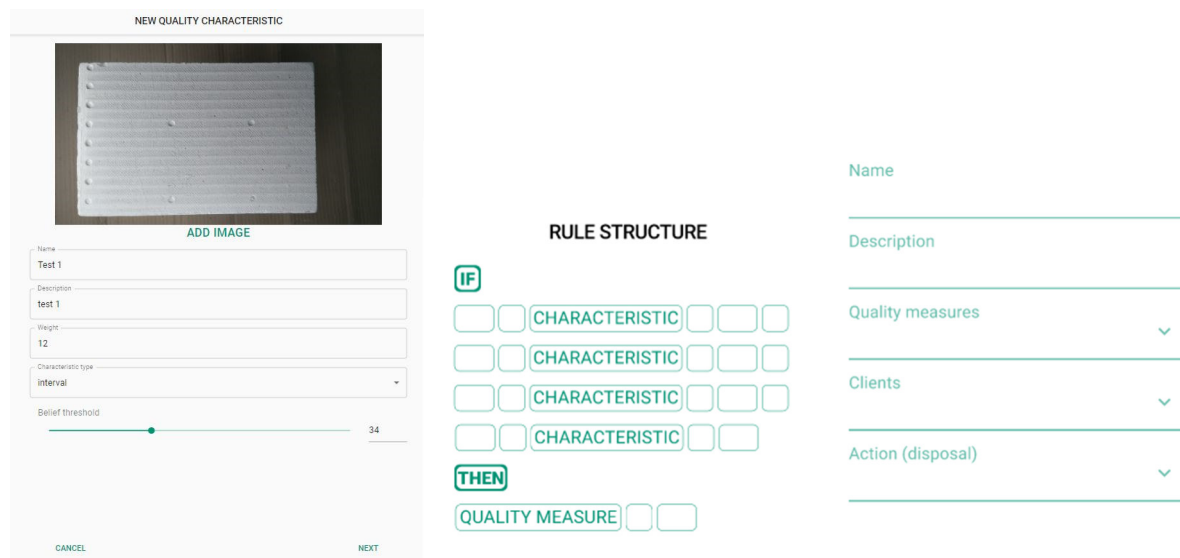 NEW QUALITY CHARACTERISTIC
ADD IMAGE
Name
Test 1
Description
test 1
Weight
12
Characteristic type
interval
Belief threshold
34
CANCEL
NEXT
RULE STRUCTURE
IF
CHARACTERISTIC
CHARACTERISTIC
CHARACTERISTIC
CHARACTERISTIC
THEN
QUALITY MEASURE
Name
Description
Quality measures
Clients
Action (disposal)